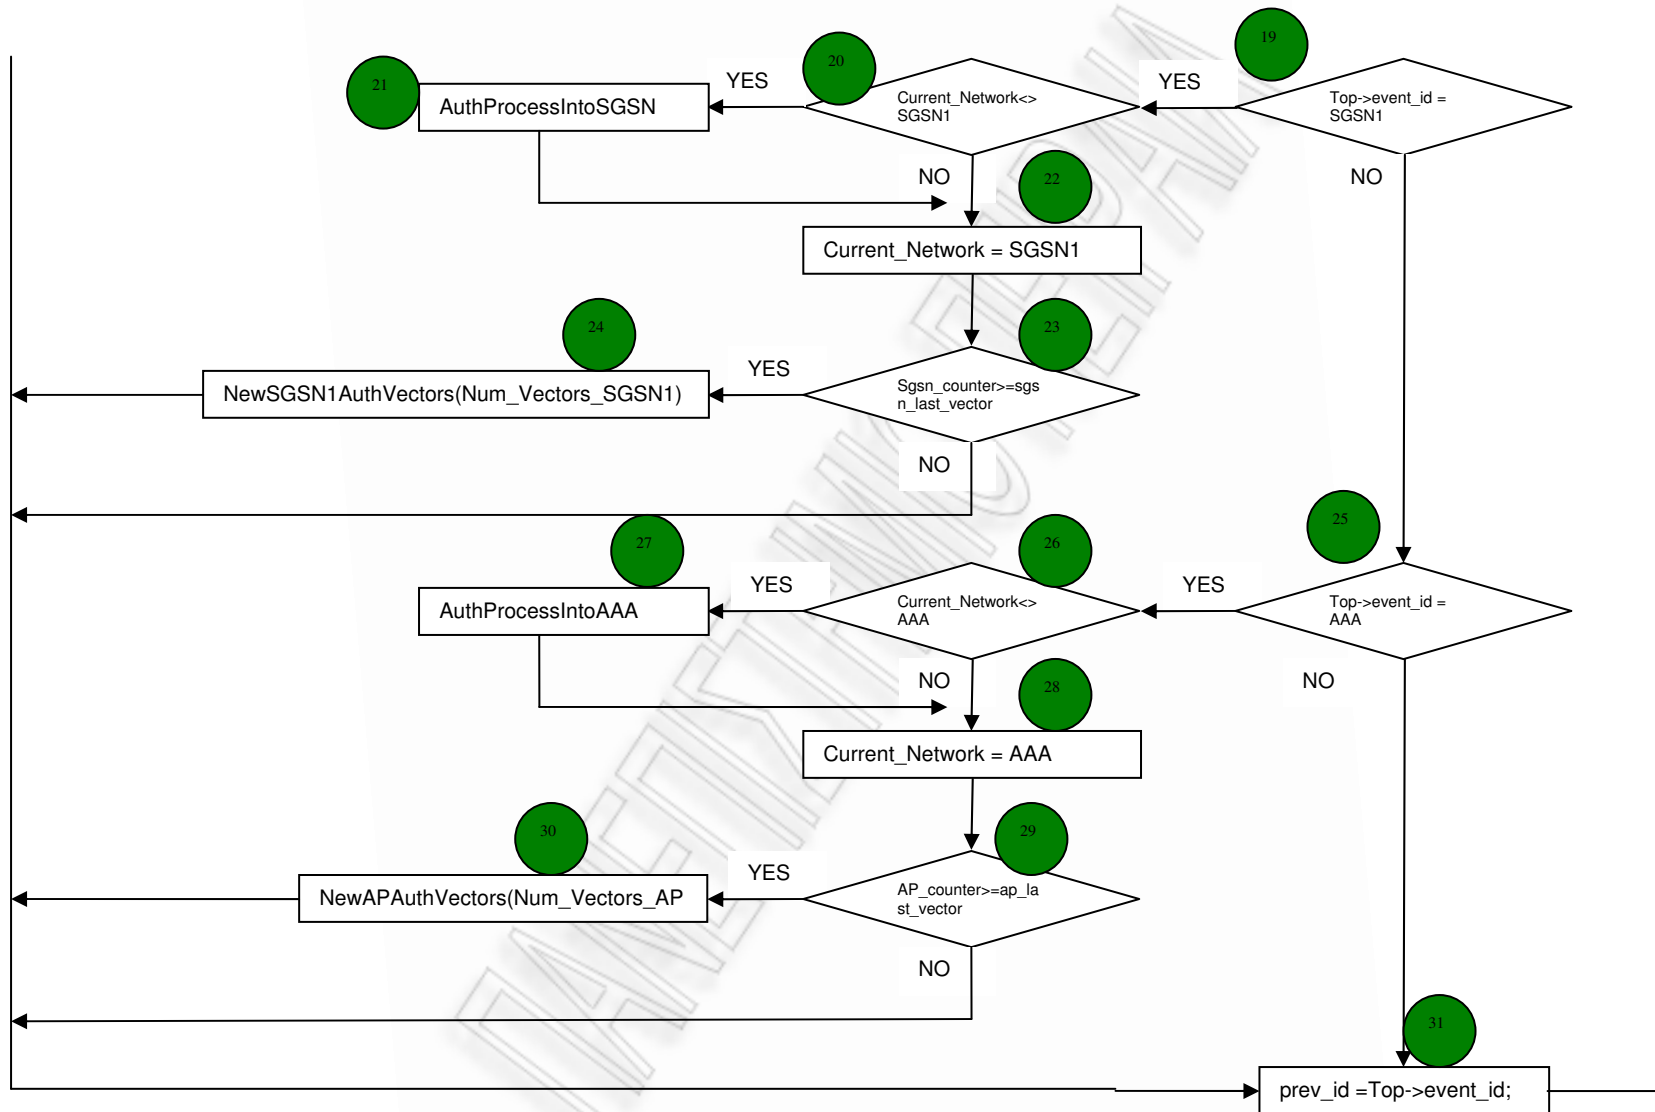 19
20
21
YES
YES
AuthProcessIntoSGSN
Current_Network<>
SGSN1
Top->event_id =
SGSN1
NO
22
NO
Current_Network = SGSN1
24
23
YES
NewSGSN1AuthVectors(Num_Vectors_SGSN1)
Sgsn_counter>=sgs
n_last_vector
NO
25
27
26
YES
YES
AuthProcessIntoAAA
Current_Network<>
AAA
Top->event_id =
AAA
NO
28
NO
Current_Network = AAA
30
29
YES
NewAPAuthVectors(Num_Vectors_AP
AP_counter>=ap_la
st_vector
NO
31
prev_id =Top->event_id;